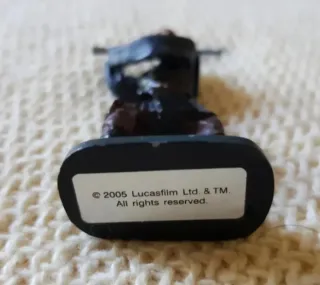 © 2005 Lucasfilm Ltd. & TM.
All rights reserved.